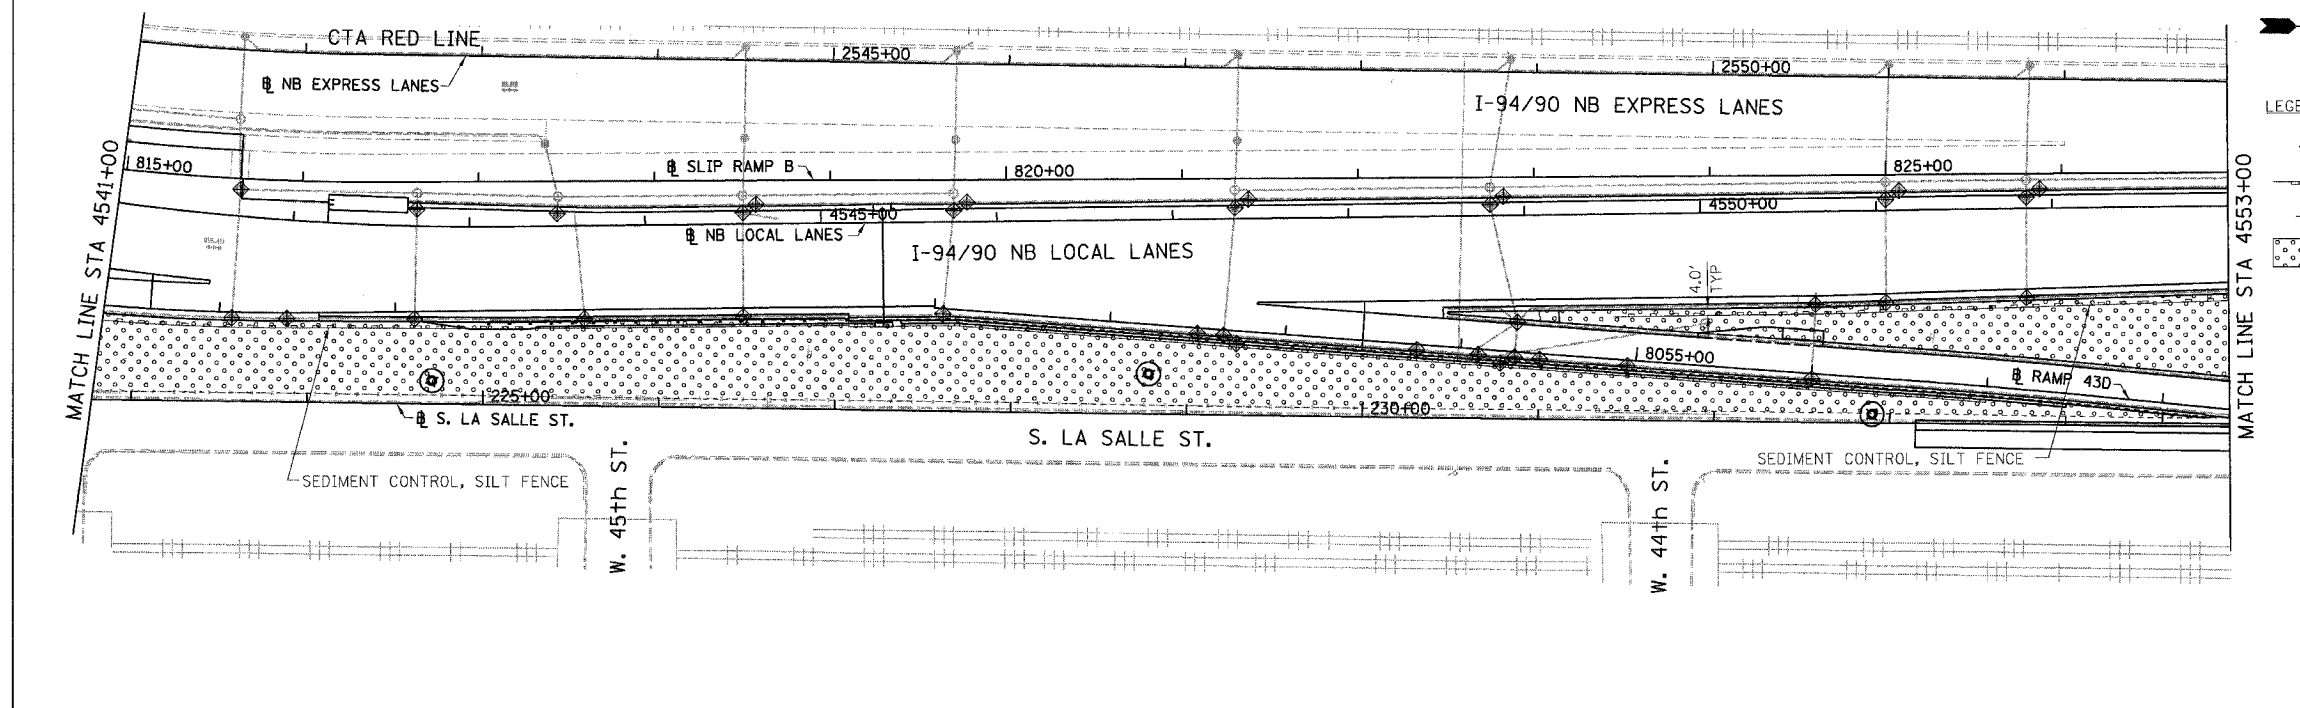 CTA RED LINE
2545+00
2550+00
℄ NB EXPRESS LANES
I-94/90 NB EXPRESS LANES
LEGE
815+00
℄ SLIP RAMP B
820+00
825+00
4545+00
4550+00
℄ NB LOCAL LANES
I-94/90 NB LOCAL LANES
MATCH LINE STA 4541+00
MATCH LINE STA 4553+00
4.0'
TYP
8055+00
℄ RAMP 43D
225+00
230+00
℄ S. LA SALLE ST.
S. LA SALLE ST.
SEDIMENT CONTROL, SILT FENCE
SEDIMENT CONTROL, SILT FENCE
W. 45th ST.
W. 44th ST.